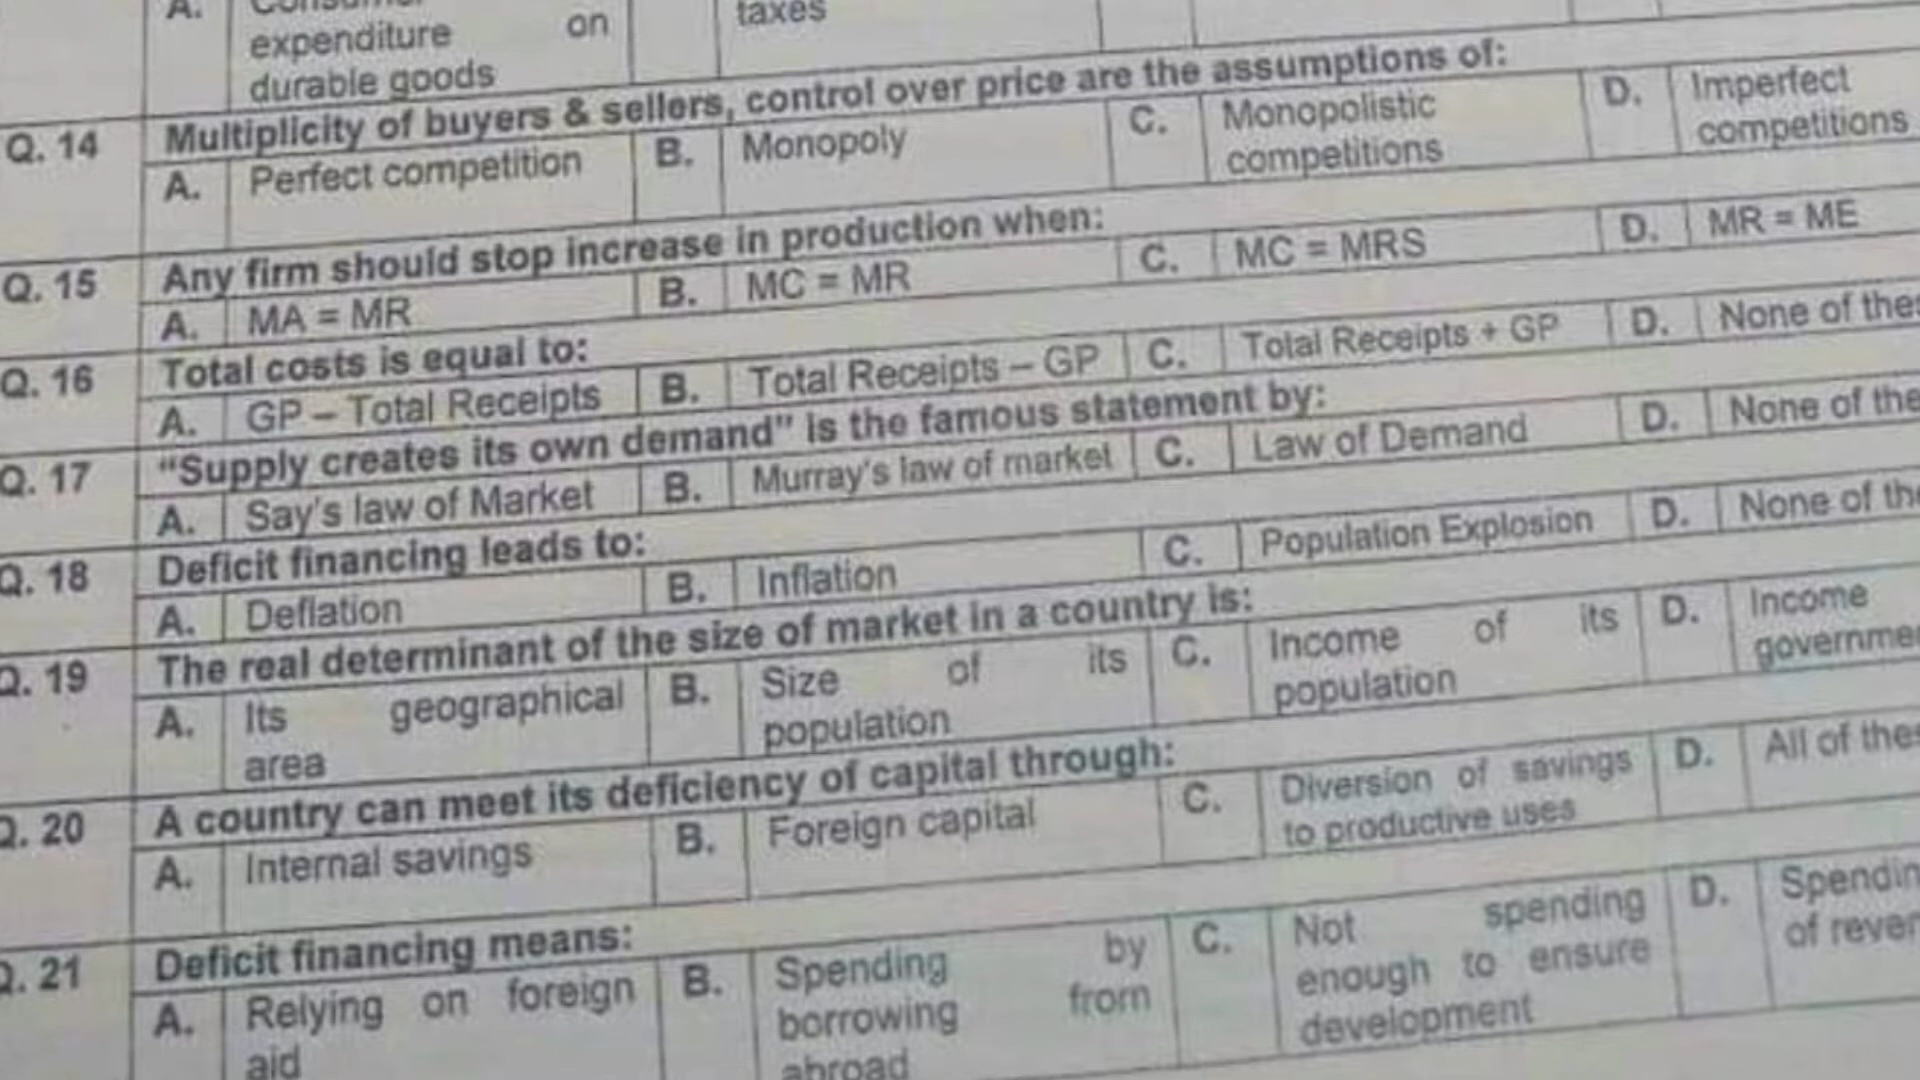 A. Consumer taxes
expenditure on
durable goods
Q. 14 Multiplicity of buyers & sellers, control over price are the assumptions of:
A. Perfect competition B. Monopoly C. Monopolistic competitions D. Imperfect competitions
Q. 15 Any firm should stop increase in production when:
A. MA = MR B. MC = MR C. MC = MRS D. MR = ME
Q. 16 Total costs is equal to:
A. GP – Total Receipts B. Total Receipts – GP C. Total Receipts + GP D. None of
Q. 17 "Supply creates its own demand" is the famous statement by:
A. Say's law of Market B. Murray's law of market C. Law of Demand D. None of
Q. 18 Deficit financing leads to:
A. Deflation B. Inflation C. Population Explosion D. None of
Q. 19 The real determinant of the size of market in a country is:
A. Its geographical area B. Size of its population C. Income of its population D. Income
Q. 20 A country can meet its deficiency of capital through:
A. Internal savings B. Foreign capital C. Diversion of savings to productive uses D. All of
Q. 21 Deficit financing means:
A. Relying on foreign aid B. Spending by borrowing from abroad C. Not spending enough to ensure development D. of